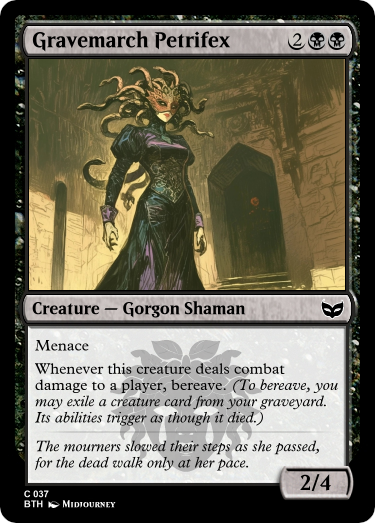 Gravemarch Petrifex 2
Creature — Gorgon Shaman
Menace
Whenever this creature deals combat
damage to a player, bereave. (To bereave, you
may exile a creature card from your graveyard.
Its abilities trigger as though it died.)
The mourners slowed their steps as she passed,
for the dead walk only at her pace.
2/4
C 037
BTH Midjourney